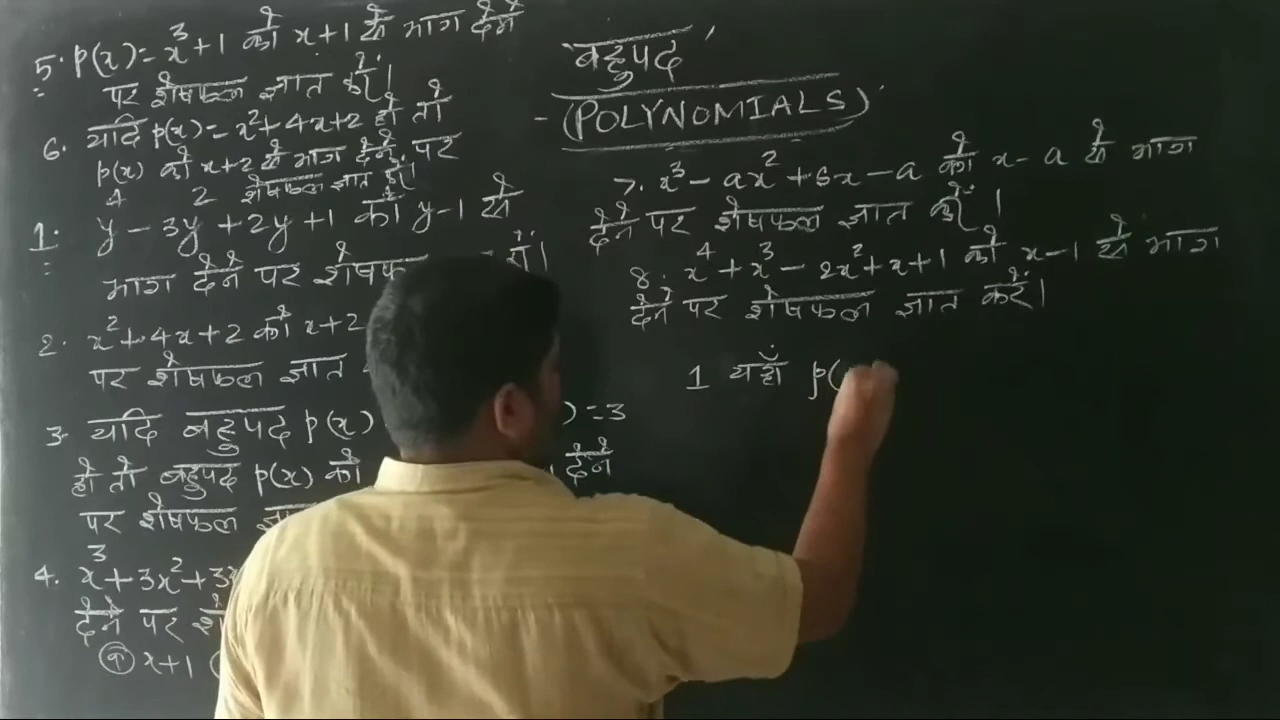 5. p(x) = x³+1 को x+1 से भाग देने
पर शेषफल ज्ञात करें।
6. यदि p(x) = x²+4x+2 हो तो
p(x) को x+2 से भाग देने पर
शेषफल ज्ञात करें।
1. y⁴ - 3y² + 2y + 1 को y-1 से
भाग देने पर शेषफ
2. x²+4x+2 को x+2
पर शेषफल ज्ञात
3. यदि बहुपद p(x) ) = 3
हो तो बहुपद p(x) को देने
पर शेषफल
4. x³ + 3x² + 3
देने पर
(a) x+1
'बहुपद'
- (POLYNOMIALS)
7. x³ - ax² + 6x - a को x-a से भाग
देने पर शेषफल ज्ञात करें।
8. x⁴ + x³ - 2x² + x + 1 को x-1 से भाग
देने पर शेषफल ज्ञात करें।
1 यहाँ p(